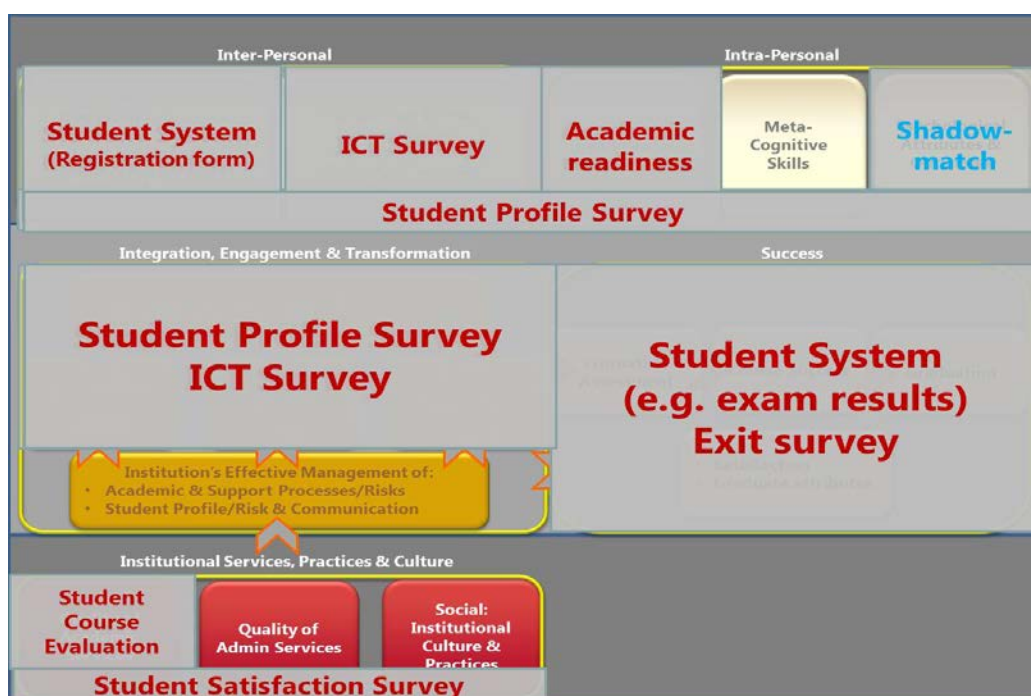 Inter-Personal
Intra-Personal
Student System
(Registration form)
ICT Survey
Academic
readiness
Meta-
Cognitive
Skills
Shadow-
match
Student Profile Survey
Integration, Engagement & Transformation
Success
Student Profile Survey
ICT Survey
Student System
(e.g. exam results)
Exit survey
Institution's Effective Management of:
• Academic & Support Processes/Risks
• Student Profile/Risk & Communication
Institutional Services, Practices & Culture
Student
Course
Evaluation
Quality of
Admin Services
Social:
Institutional
Culture &
Practices
Student Satisfaction Survey